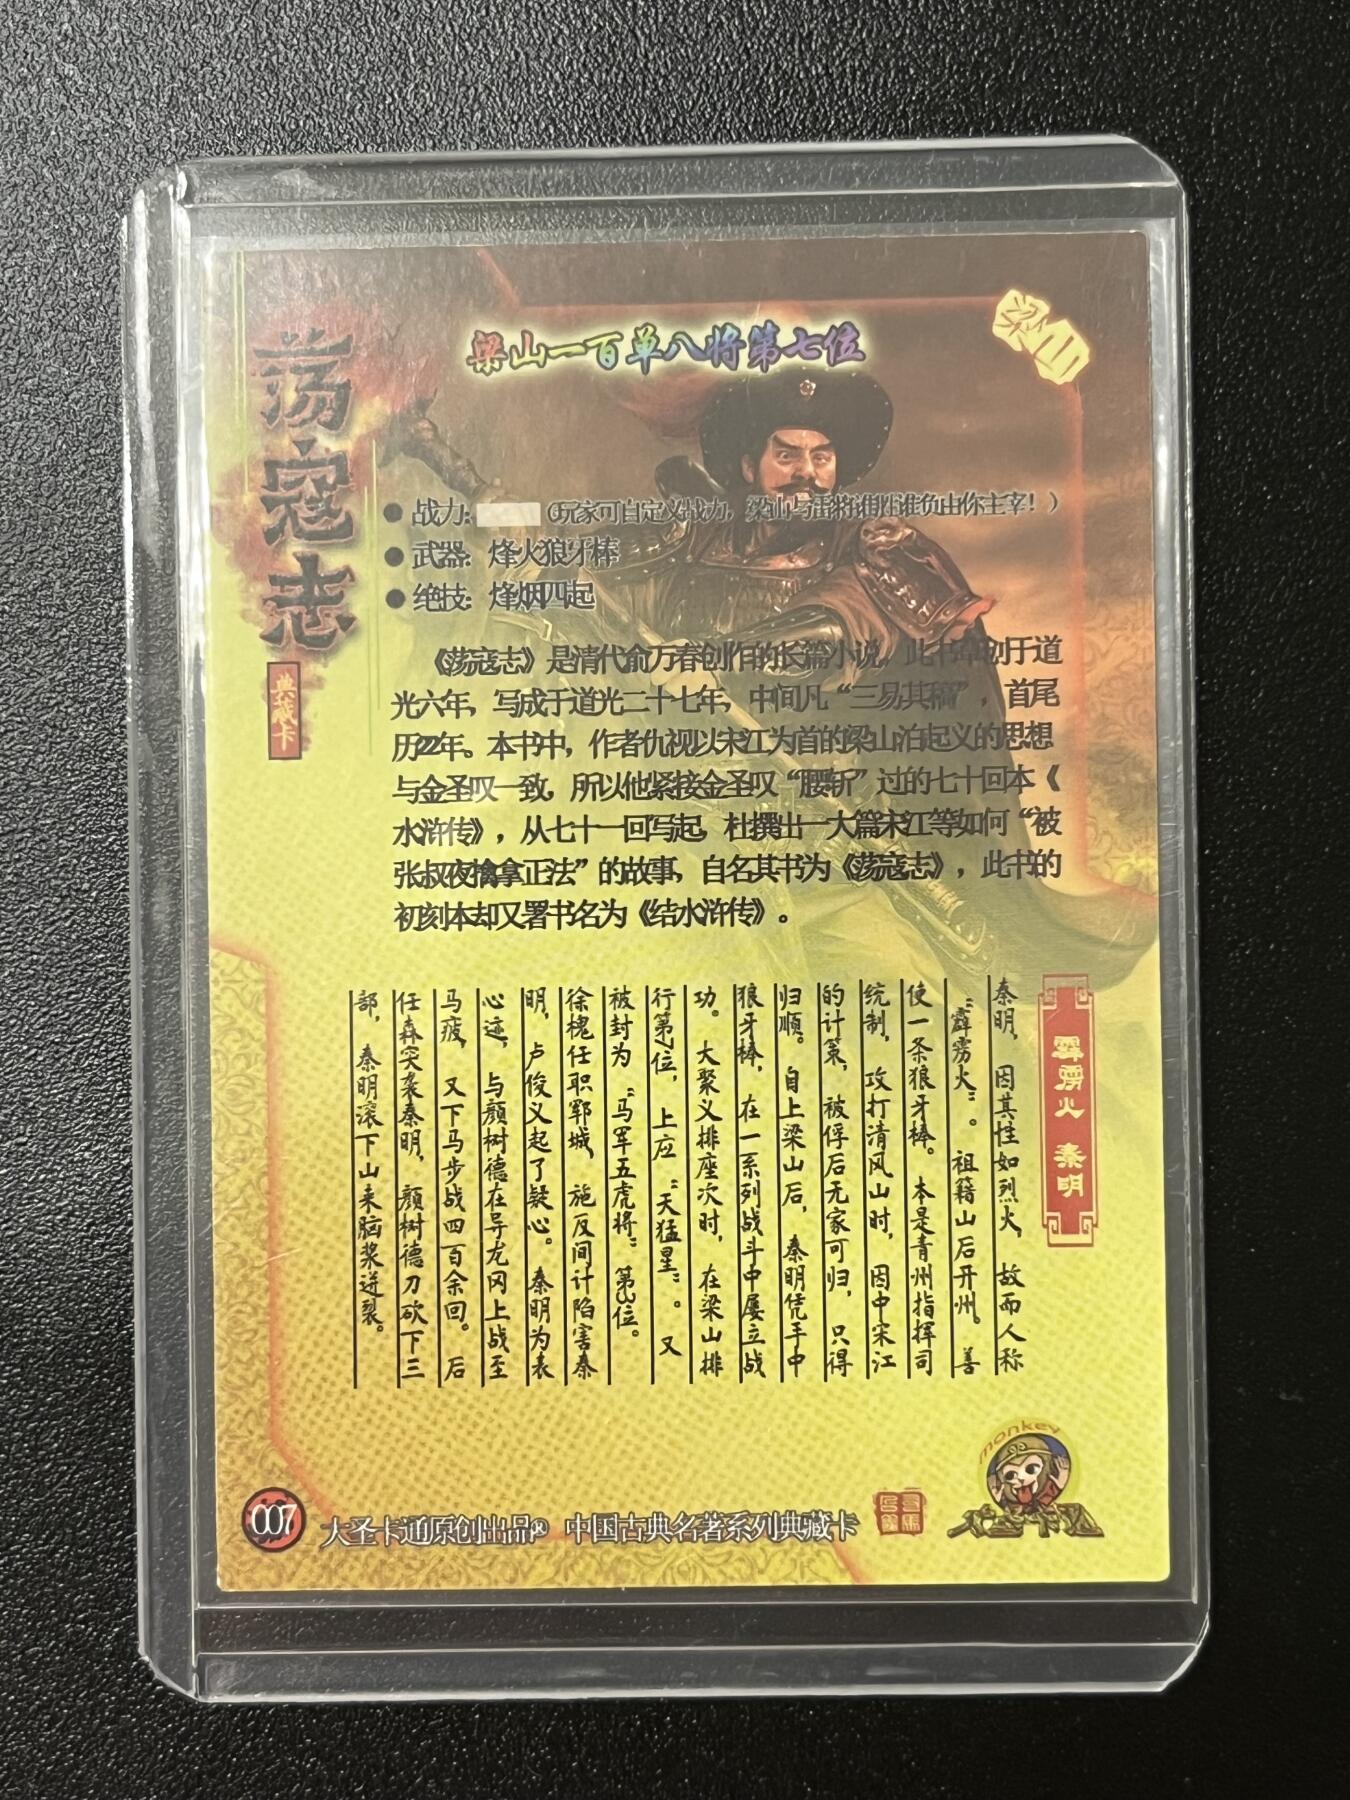 梁山一百单八将第七位
梁山
荡寇志
典藏卡
● 战力： （玩家可自定义战力，梁山与雷将谁胜谁负由你主宰！）
● 武器： 烽火狼牙棒
● 绝技： 烽烟四起
《荡寇志》是清代俞万春创作的长篇小说，此书草创于道
光六年，写成于道光二十七年，中间凡“三易其稿”，首尾
历22年。本书中，作者仇视以宋江为首的梁山泊起义的思想
与金圣叹一致，所以他紧接金圣叹“腰斩”过的七十回本《
水浒传》，从七十一回写起，杜撰出一大篇宋江等如何“被
张叔夜擒拿正法”的故事，自名其书为《荡寇志》，此书的
初刻本却又署书名为《结水浒传》。
霹雳火 秦明
秦明，因其性如烈火，故而人称
“霹雳火”。祖籍山后开州。善
使一条狼牙棒。本是青州指挥司
统制，攻打清风山时，因中宋江
的计策，被俘后无家可归，只得
归顺。自上梁山后，秦明凭手中
狼牙棒，在一系列战斗中屡立战
功。大聚义排座次时，在梁山排
行第7位，上应“天猛星”。又
被封为“马军五虎将”第3位。
徐槐任职郓城，施反间计陷害秦
明，卢俊义起了疑心。秦明为表
心迹，与颜树德在导龙冈上战至
马疲，又下马步战四百余回。后
任森突袭秦明，颜树德刀砍下三
部，秦明滚下山来脑浆迸裂。
007
大圣卡通原创出品® 中国古典名著系列典藏卡
monkey
大圣卡通